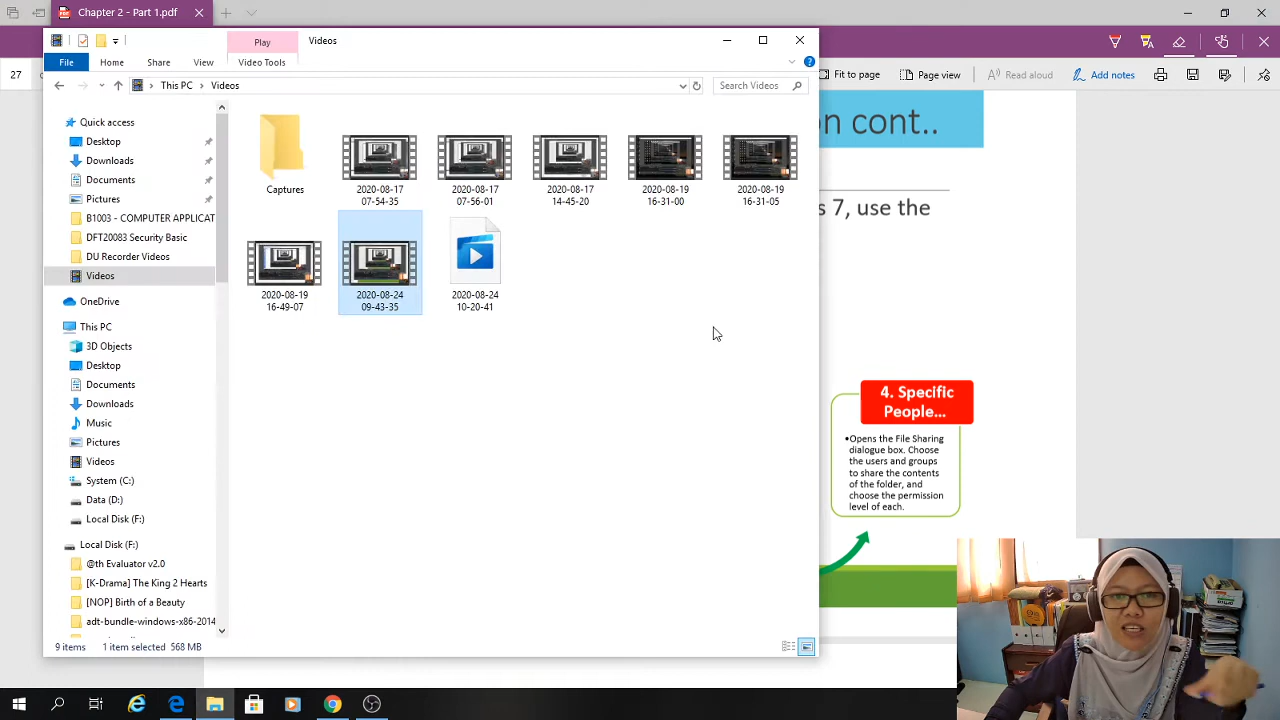 Chapter 2 - Part 1.pdf
Play
Videos
File
Home
Share
View
Video Tools
27
Fit to page
Page view
Read aloud
Add notes
This PC
Videos
Search Videos
on cont..
s 7, use the
Quick access
Desktop
Downloads
Documents
Pictures
B1003 - COMPUTER APPLICAT
DFT20083 Security Basic
DU Recorder Videos
Videos
OneDrive
This PC
3D Objects
Desktop
Documents
Downloads
Music
Pictures
Videos
System (C:)
Data (D:)
Local Disk (F:)
Local Disk (F:)
@th Evaluator v2.0
[K-Drama] The King 2 Hearts
[NOP] Birth of a Beauty
adt-bundle-windows-x86-2014
Captures
2020-08-17
07-54-35
2020-08-17
07-56-01
2020-08-17
14-45-20
2020-08-19
16-31-00
2020-08-19
16-31-05
2020-08-19
16-49-07
2020-08-24
09-43-35
2020-08-24
10-20-41
4. Specific
People...
•Opens the File Sharing
dialogue box. Choose
the users and groups
to share the contents
of the folder, and
choose the permission
level of each.
9 items
1 item selected 568 MB